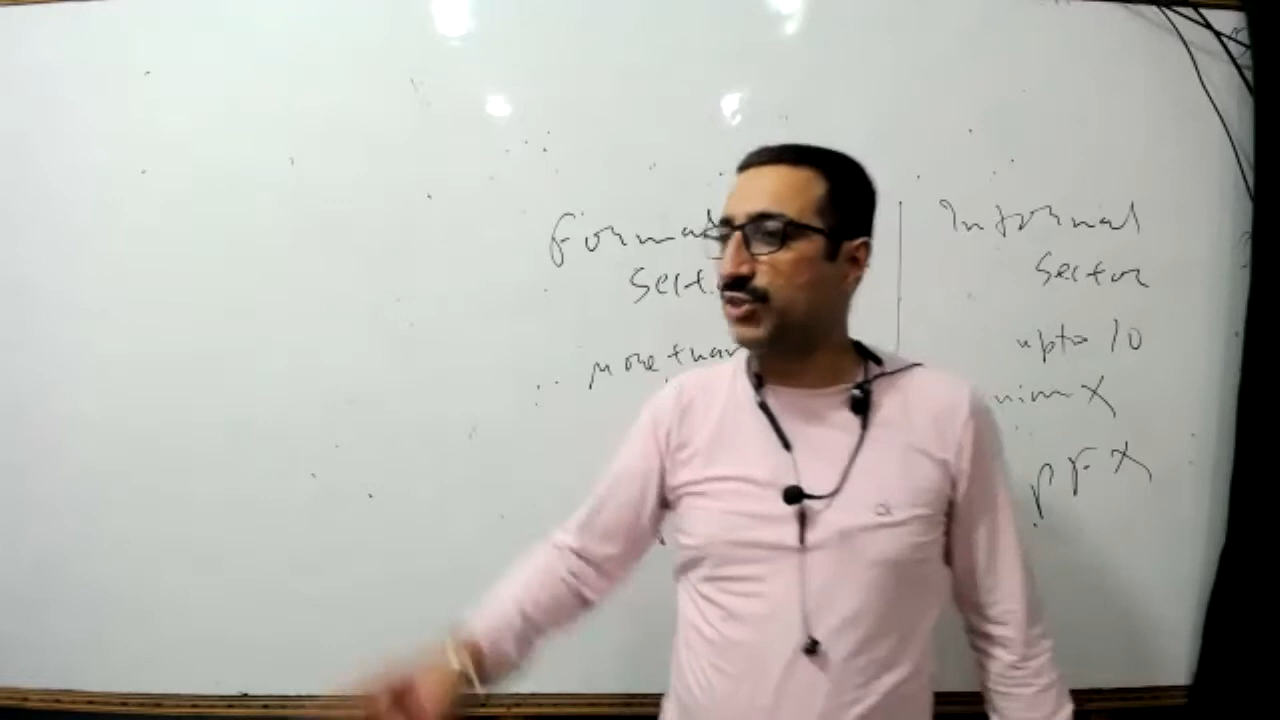 Formal
Sect
more than
Informal
Sector
upto 10
X
PF X